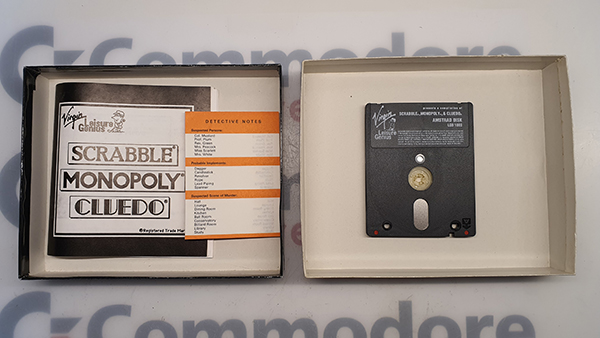 Commodore
Virgin
Leisure
Genius
SCRABBLE®
MONOPOLY®
CLUEDO®
®Registered Trade Mar
DETECTIVE NOTES
Suspected Persons:
Col. Mustard
Prof. Plum
Rev. Green
Mrs. Peacock
Miss Scarlett
Mrs. White
Probable Implements:
Dagger
Candlestick
Revolver
Rope
Lead Piping
Spanner
Suspected Scene of Murder:
Hall
Lounge
Dining Room
Kitchen
Ball Room
Conservatory
Billiard Room
Library
Study
Virgin
Leisure
Genius
SCRABBLE, MONOPOLY, & CLUEDO
AMSTRAD DISK
Commodore